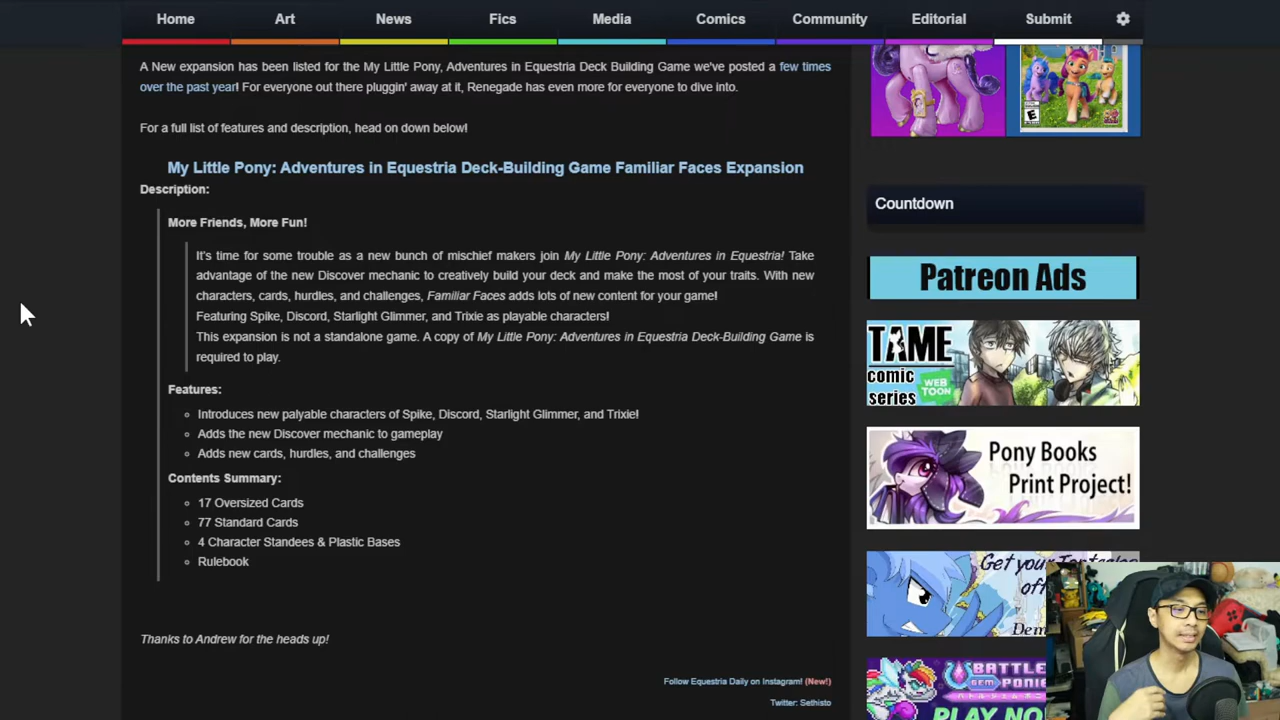 Home Art News Fics Media Comics Community Editorial Submit
A New expansion has been listed for the My Little Pony, Adventures in Equestria Deck Building Game we've posted a few times
over the past year! For everyone out there pluggin' away at it, Renegade has even more for everyone to dive into.
For a full list of features and description, head on down below!
My Little Pony: Adventures in Equestria Deck-Building Game Familiar Faces Expansion
Description:
More Friends, More Fun!
It's time for some trouble as a new bunch of mischief makers join My Little Pony: Adventures in Equestria! Take
advantage of the new Discover mechanic to creatively build your deck and make the most of your traits. With new
characters, cards, hurdles, and challenges, Familiar Faces adds lots of new content for your game!
Featuring Spike, Discord, Starlight Glimmer, and Trixie as playable characters!
This expansion is not a standalone game. A copy of My Little Pony: Adventures in Equestria Deck-Building Game is
required to play.
Features:
Introduces new palyable characters of Spike, Discord, Starlight Glimmer, and Trixie!
Adds the new Discover mechanic to gameplay
Adds new cards, hurdles, and challenges
Contents Summary:
17 Oversized Cards
77 Standard Cards
4 Character Standees & Plastic Bases
Rulebook
Thanks to Andrew for the heads up!
Follow Equestria Daily on Instagram! (New!)
Twitter: Sethisto
E
Countdown
Patreon Ads
TAME
comic
series
WEB
TOON
Pony Books
Print Project!
Get your
off
Dem
BATTLE
GEM PONIE
PLAY NO